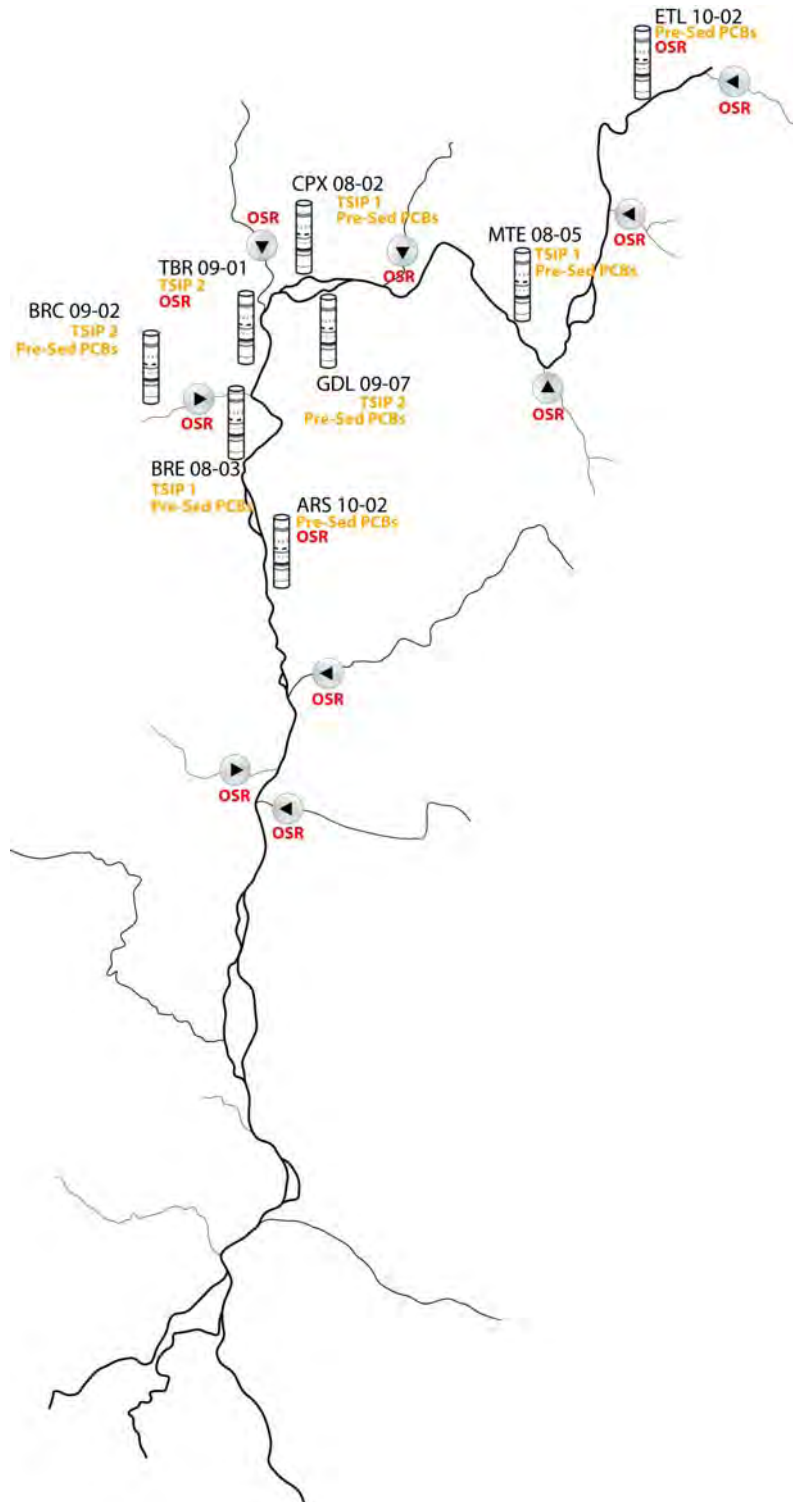 ETL 10-02
Pre-Sed PCBs
OSR
OSR
CPX 08-02
TSIP 1
Pre-Sed PCBs
OSR
OSR
MTE 08-05
TSIP 1
Pre-Sed PCBs
OSR
TBR 09-01
TSIP 2
OSR
BRC 09-02
TSIP 2
Pre-Sed PCBs
GDL 09-07
TSIP 2
Pre-Sed PCBs
OSR
OSR
BRE 08-03
TSIP 1
Pre-Sed PCBs
ARS 10-02
Pre-Sed PCBs
OSR
OSR
OSR
OSR